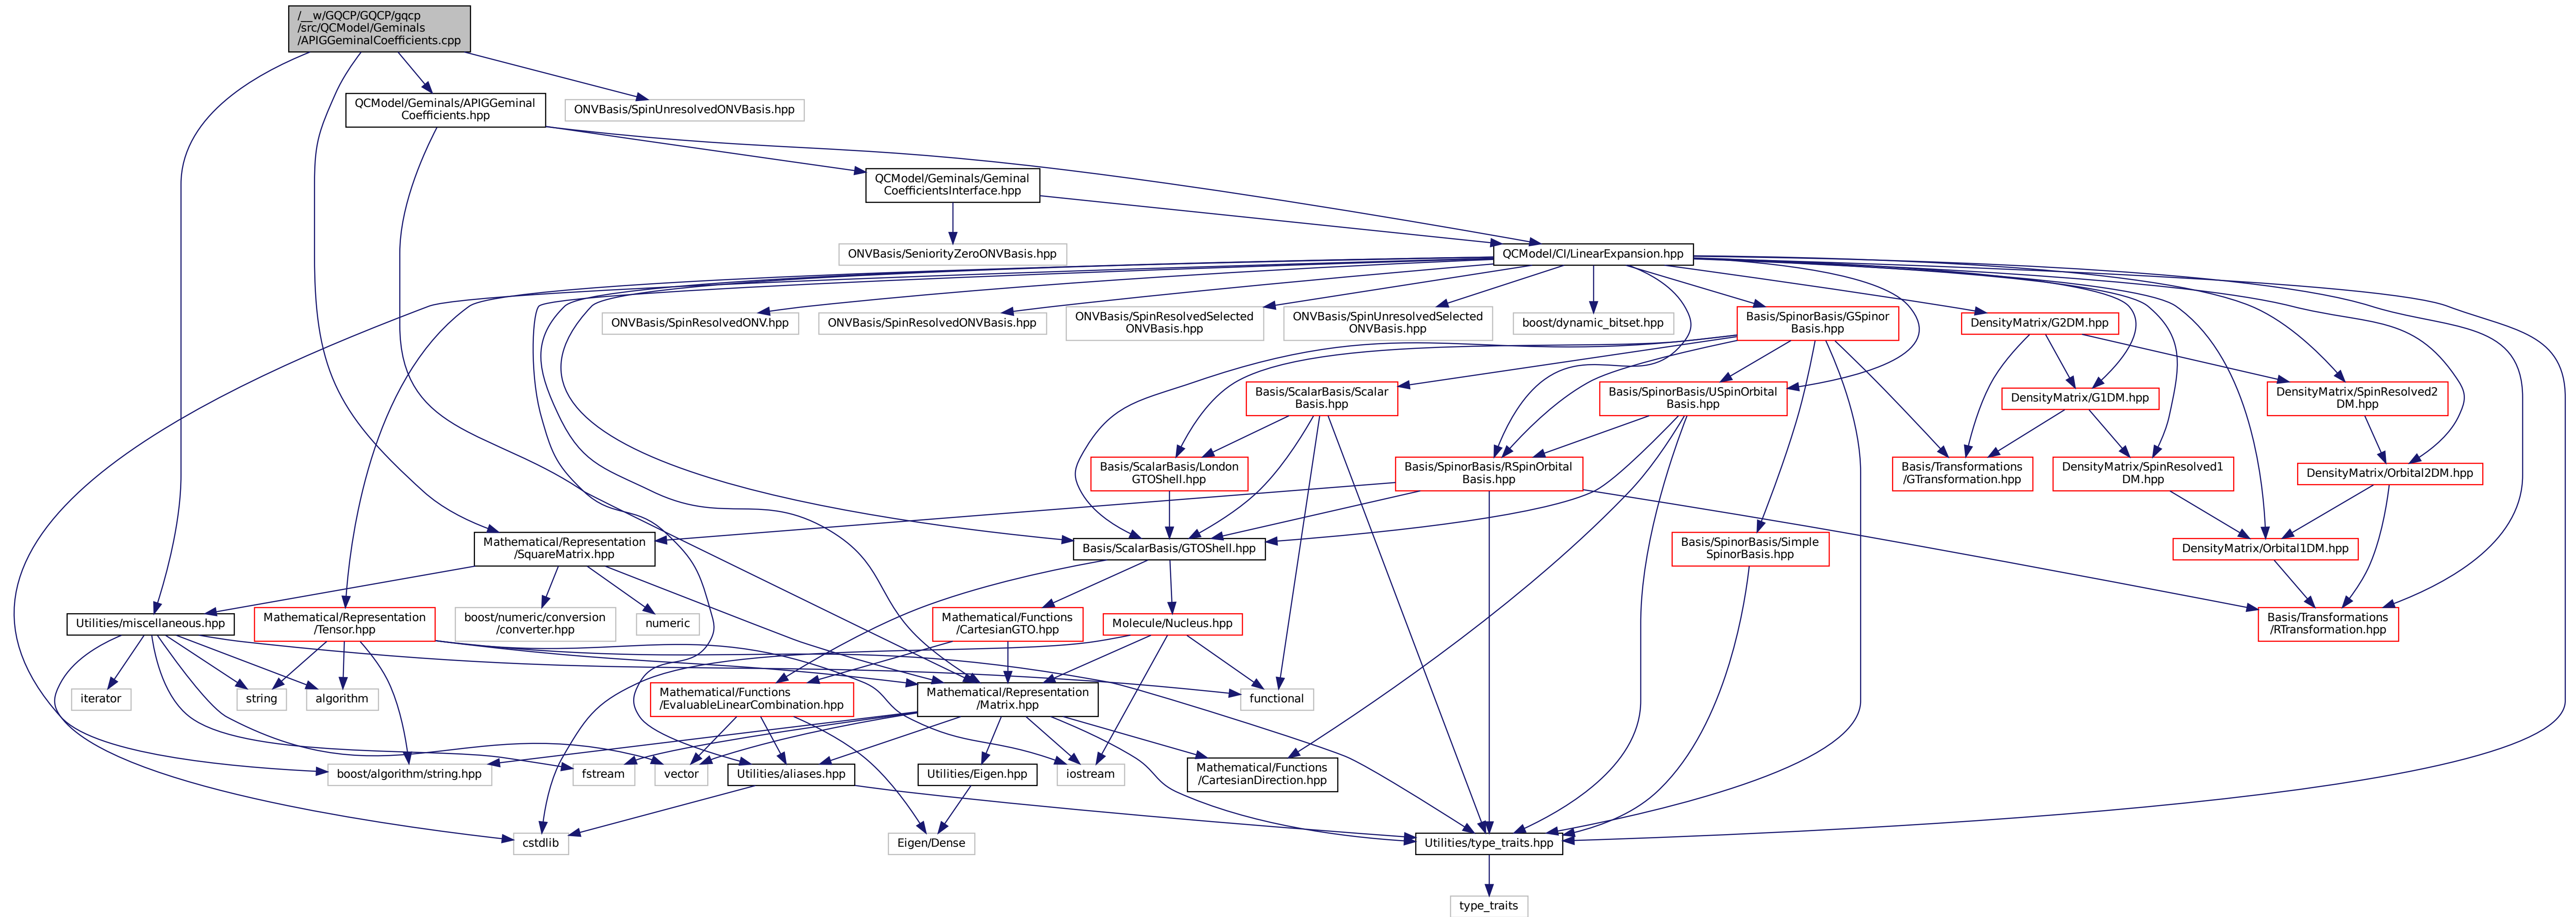 /__w/GQCP/GQCP/gqcp
/src/QCModel/Geminals
/APIGGeminalCoefficients.cpp
QCModel/Geminals/APIGGeminal
Coefficients.hpp
ONVBasis/SpinUnresolvedONVBasis.hpp
QCModel/Geminals/Geminal
CoefficientsInterface.hpp
ONVBasis/SeniorityZeroONVBasis.hpp
QCModel/CI/LinearExpansion.hpp
ONVBasis/SpinResolvedONV.hpp
ONVBasis/SpinResolvedONVBasis.hpp
ONVBasis/SpinResolvedSelected
ONVBasis.hpp
ONVBasis/SpinUnresolvedSelected
ONVBasis.hpp
boost/dynamic_bitset.hpp
Basis/SpinorBasis/GSpinor
Basis.hpp
DensityMatrix/G2DM.hpp
Basis/ScalarBasis/Scalar
Basis.hpp
Basis/SpinorBasis/USpinOrbital
Basis.hpp
DensityMatrix/G1DM.hpp
DensityMatrix/SpinResolved2
DM.hpp
Basis/ScalarBasis/London
GTOShell.hpp
Basis/SpinorBasis/RSpinOrbital
Basis.hpp
Basis/Transformations
/GTransformation.hpp
DensityMatrix/SpinResolved1
DM.hpp
DensityMatrix/Orbital2DM.hpp
Mathematical/Representation
/SquareMatrix.hpp
Basis/ScalarBasis/GTOShell.hpp
Basis/SpinorBasis/Simple
SpinorBasis.hpp
DensityMatrix/Orbital1DM.hpp
Utilities/miscellaneous.hpp
Mathematical/Representation
/Tensor.hpp
boost/numeric/conversion
/converter.hpp
numeric
Mathematical/Functions
/CartesianGTO.hpp
Molecule/Nucleus.hpp
Basis/Transformations
/RTransformation.hpp
iterator
string
algorithm
Mathematical/Functions
/EvaluableLinearCombination.hpp
Mathematical/Representation
/Matrix.hpp
functional
boost/algorithm/string.hpp
fstream
vector
Utilities/aliases.hpp
Utilities/Eigen.hpp
iostream
Mathematical/Functions
/CartesianDirection.hpp
cstdlib
Eigen/Dense
Utilities/type_traits.hpp
type_traits